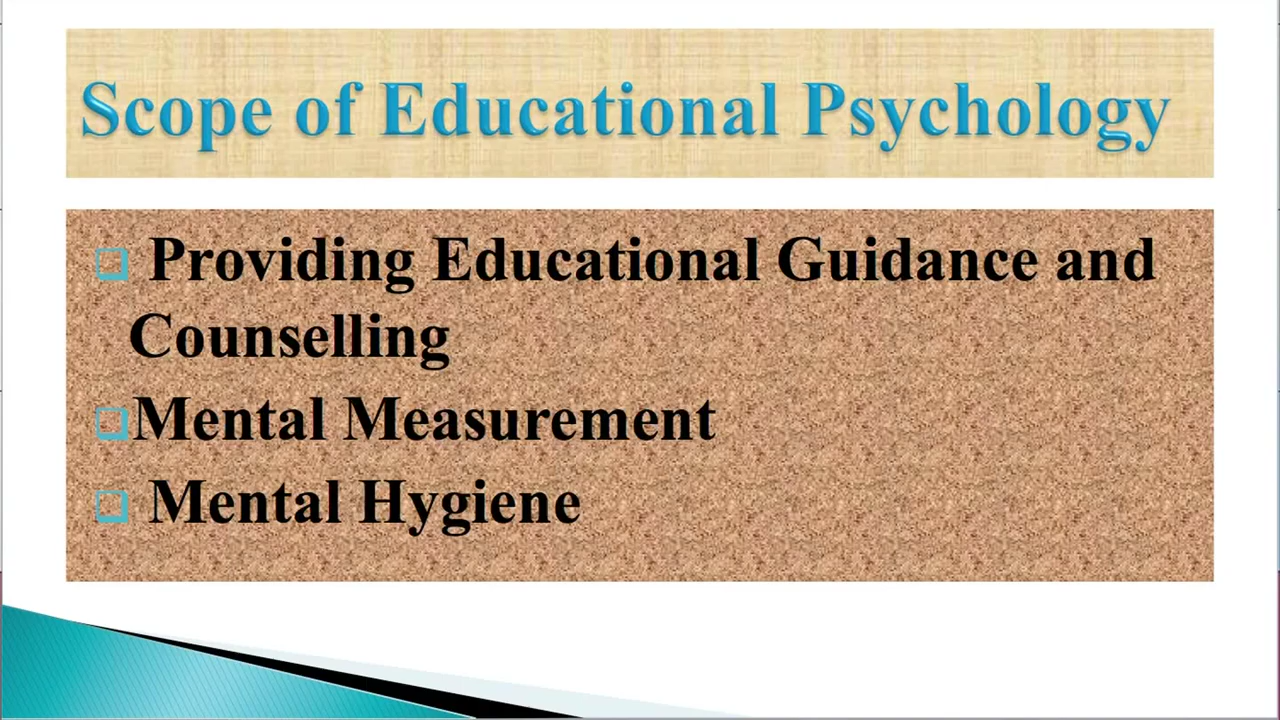 Scope of Educational Psychology
Providing Educational Guidance and
Counselling
Mental Measurement
Mental Hygiene